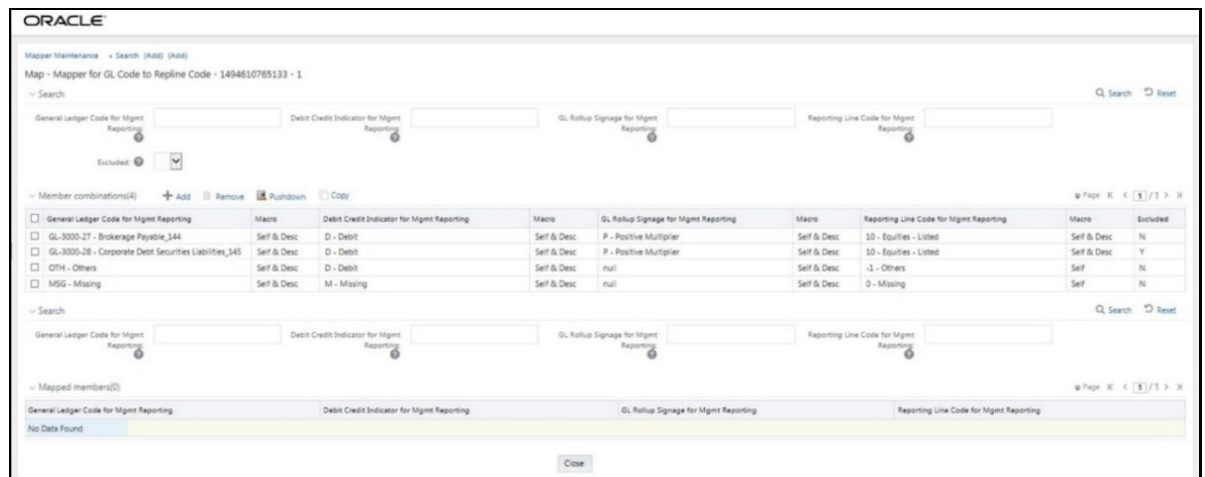 ORACLE
Mapper Maintenance » Search (Add) (Add)
Map - Mapper for GL Code to Repline Code - 1494610765133 - 1
Search
Search Reset
General Ledger Code for Mgmt Reporting: Debit Credit Indicator for Mgmt Reporting: GL Rollup Signage for Mgmt Reporting: Reporting Line Code for Mgmt Reporting:
Excluded:
Member combinations(4) Add Remove Pushdown Copy Page 1 / 1
General Ledger Code for Mgmt Reporting Macro Debit Credit Indicator for Mgmt Reporting Macro GL Rollup Signage for Mgmt Reporting Macro Reporting Line Code for Mgmt Reporting Macro Excluded
GL-3000-27 - Brokerage Payable_144 Self & Desc D - Debit Self & Desc P - Positive Multiplier Self & Desc 10 - Equities - Listed Self & Desc N
GL-3000-28 - Corporate Debt Securities Liabilities_145 Self & Desc D - Debit Self & Desc P - Positive Multiplier Self & Desc 10 - Equities - Listed Self & Desc Y
OTH - Others Self & Desc D - Debit Self & Desc null Self & Desc -1 - Others Self N
MSG - Missing Self & Desc M - Missing Self & Desc null Self & Desc 0 - Missing Self N
Search
Search Reset
General Ledger Code for Mgmt Reporting: Debit Credit Indicator for Mgmt Reporting: GL Rollup Signage for Mgmt Reporting: Reporting Line Code for Mgmt Reporting:
Mapped members(0) Page 1 / 1
General Ledger Code for Mgmt Reporting Debit Credit Indicator for Mgmt Reporting GL Rollup Signage for Mgmt Reporting Reporting Line Code for Mgmt Reporting
No Data Found
Close